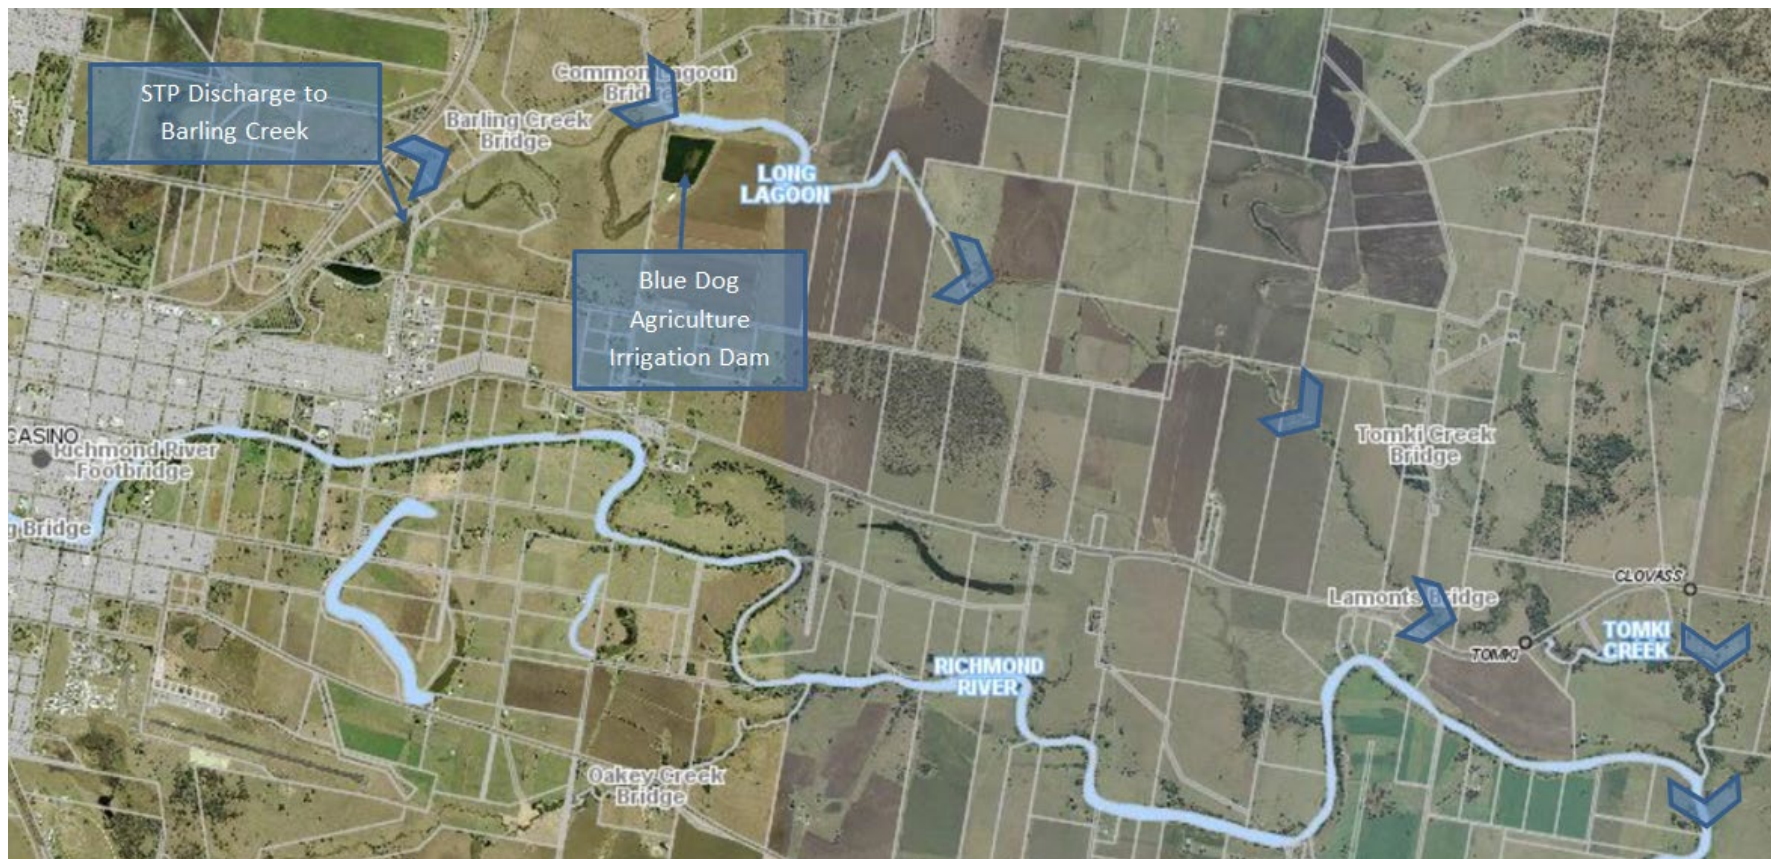 STP Discharge to
Barling Creek
Common Lagoon
Bridge
Barling Creek
Bridge
LONG
LAGOON
Blue Dog
Agriculture
Irrigation Dam
CASINO
Richmond River
Footbridge
g Bridge
Tomki Creek
Bridge
CLOVASS
Lamonts Bridge
TOMKI
CREEK
TOMKI
RICHMOND
RIVER
Oakey Creek
Bridge